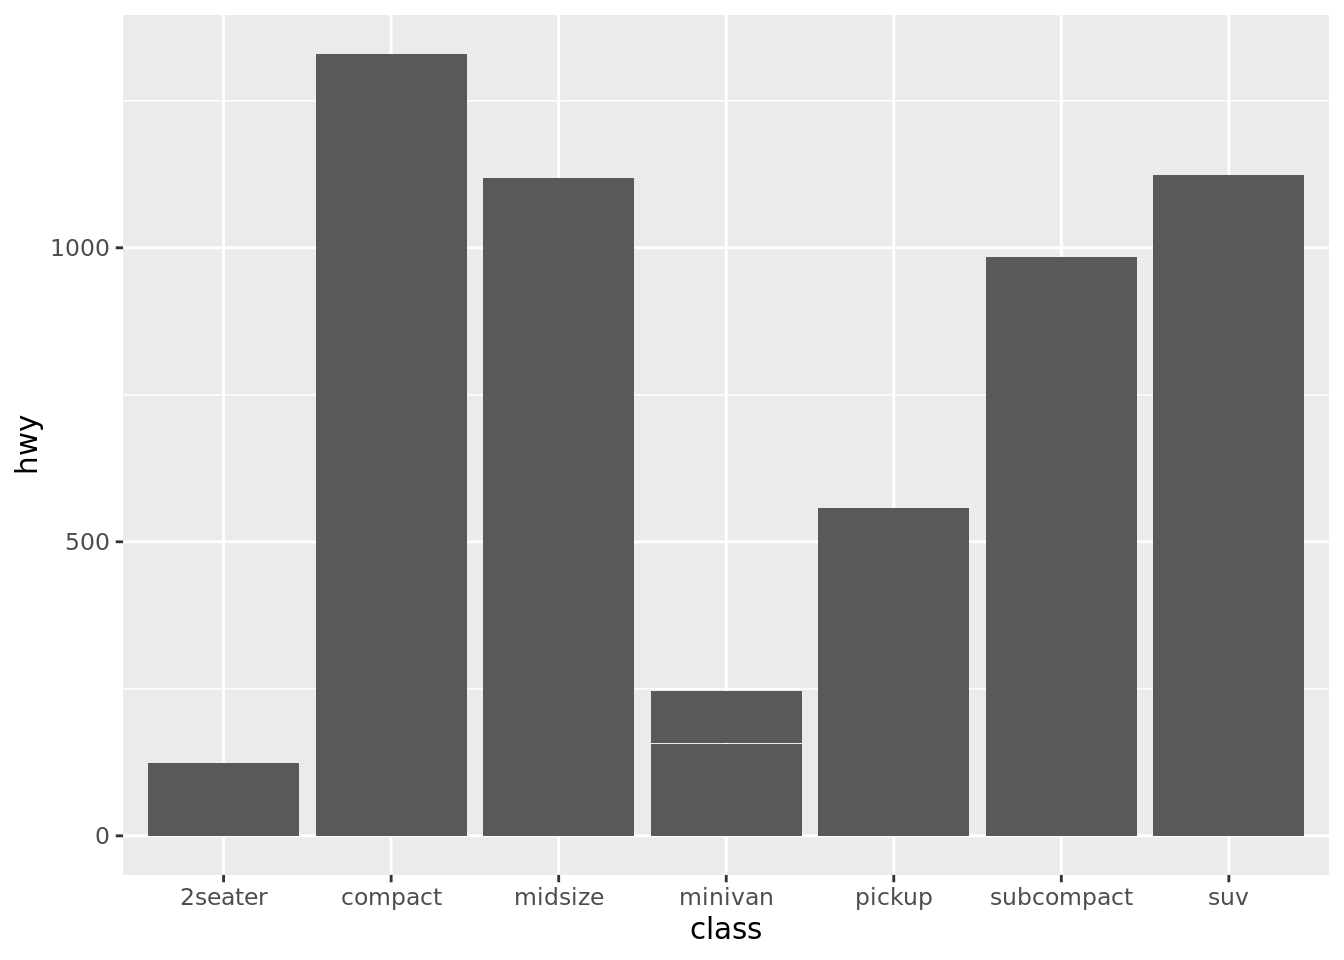 hwy
1000
500
0
2seater compact midsize minivan pickup subcompact suv
class